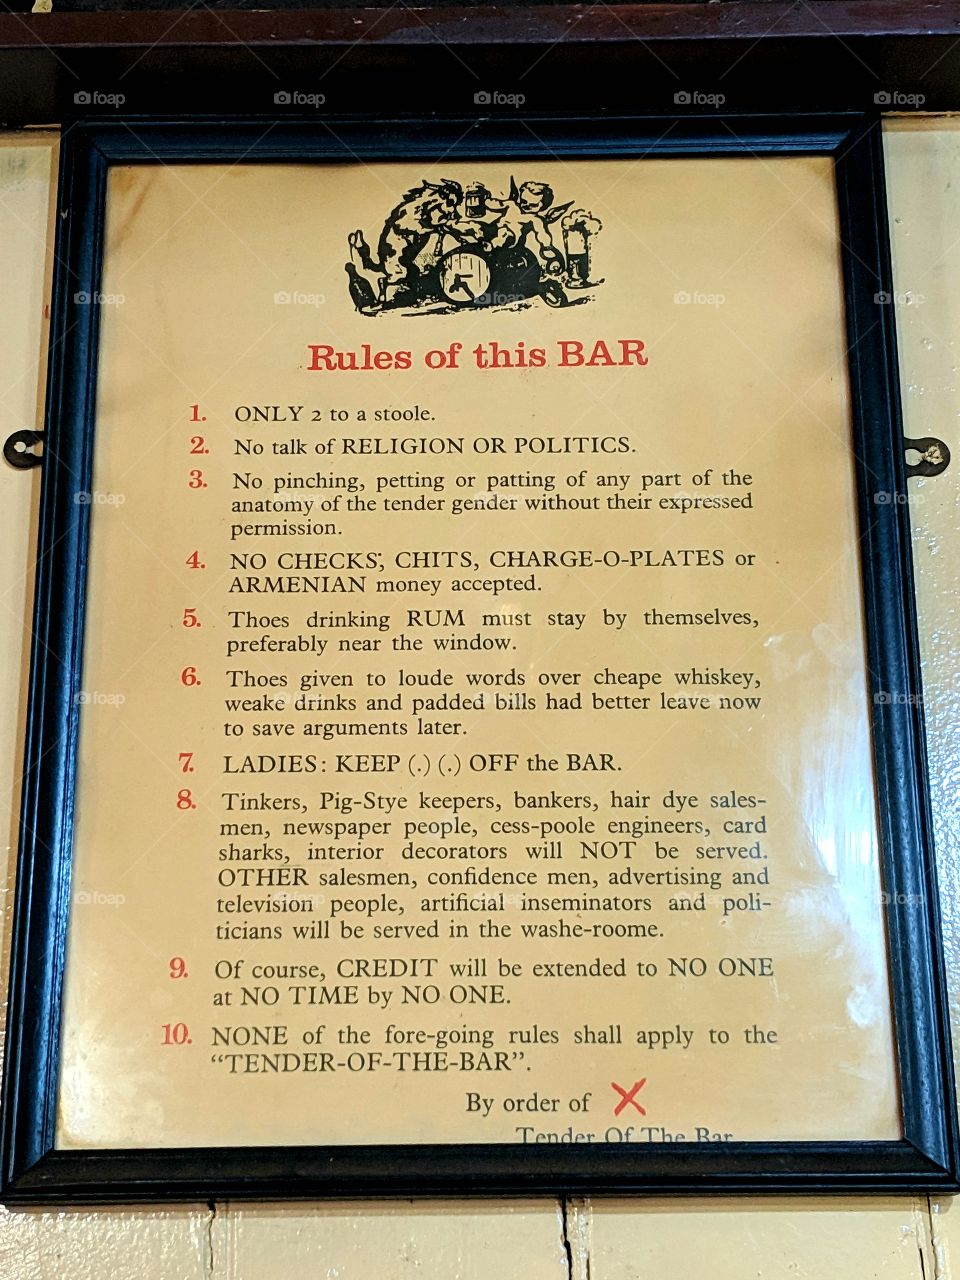 Rules of this BAR
1. ONLY 2 to a stoole.
2. No talk of RELIGION OR POLITICS.
3. No pinching, petting or patting of any part of the
anatomy of the tender gender without their expressed
permission.
4. NO CHECKS, CHITS, CHARGE-O-PLATES or
ARMENIAN money accepted.
5. Thoes drinking RUM must stay by themselves,
preferably near the window.
6. Thoes given to loude words over cheape whiskey,
weake drinks and padded bills had better leave now
to save arguments later.
7. LADIES: KEEP (.) (.) OFF the BAR.
8. Tinkers, Pig-Stye keepers, bankers, hair dye sales-
men, newspaper people, cess-poole engineers, card
sharks, interior decorators will NOT be served.
OTHER salesmen, confidence men, advertising and
television people, artificial inseminators and poli-
ticians will be served in the washe-roome.
9. Of course, CREDIT will be extended to NO ONE
at NO TIME by NO ONE.
10. NONE of the fore-going rules shall apply to the
“TENDER-OF-THE-BAR”.
By order of X
Tender Of The Bar